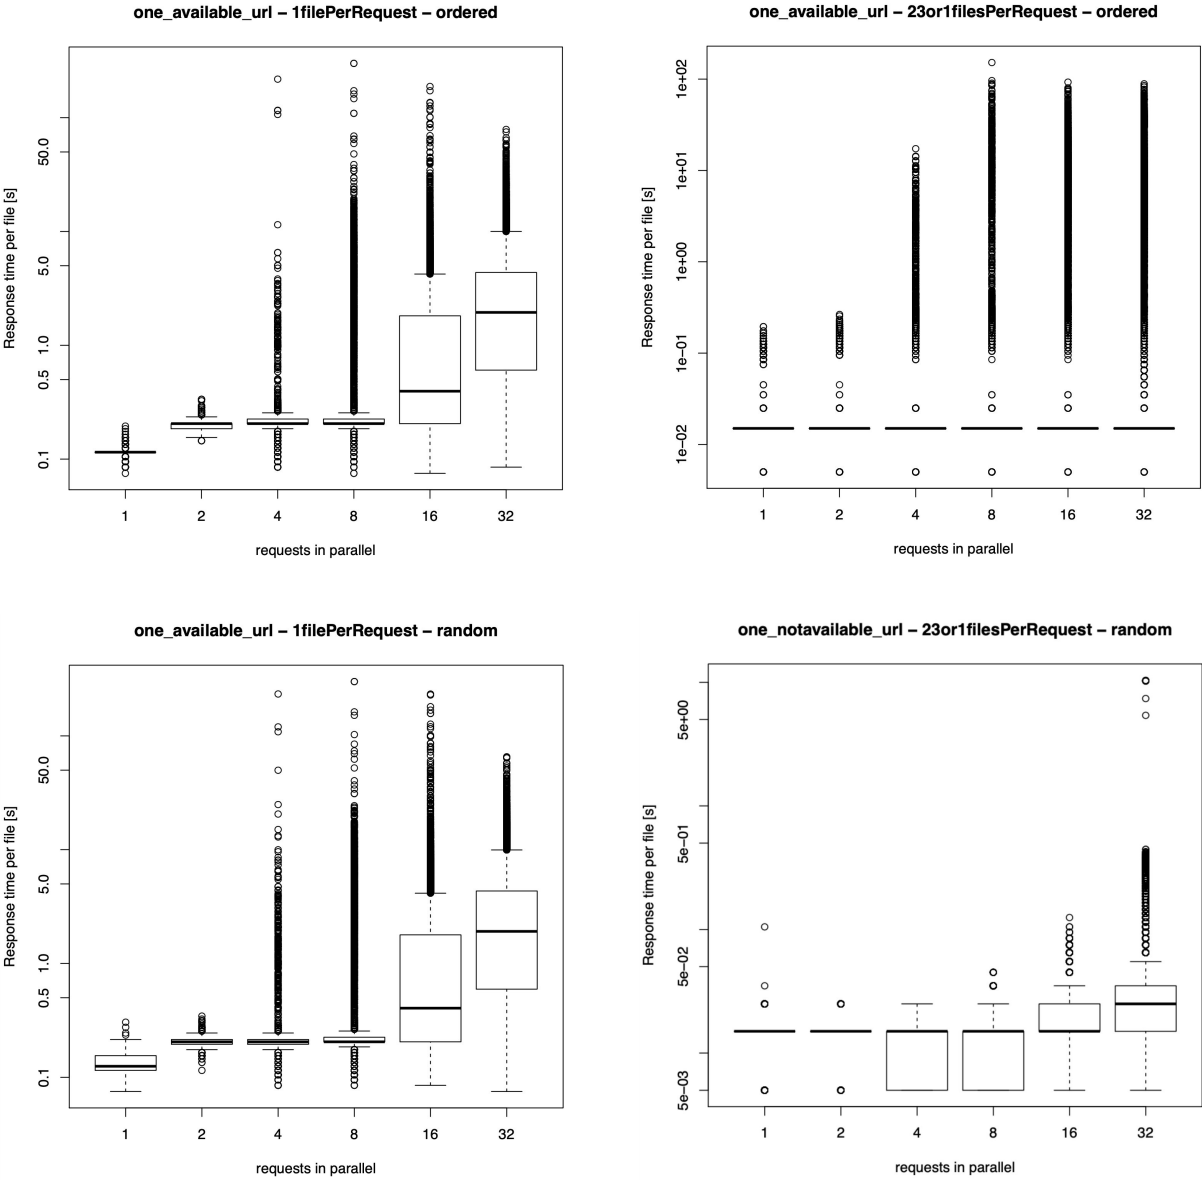 one_available_url – 1filePerRequest – ordered
Response time per file [s]
50.0
5.0
1.0
0.5
0.1
1 2 4 8 16 32
requests in parallel
one_available_url – 23or1filesPerRequest – ordered
Response time per file [s]
1e+02
1e+01
1e+00
1e–01
1e–02
1 2 4 8 16 32
requests in parallel
one_available_url – 1filePerRequest – random
Response time per file [s]
50.0
5.0
1.0
0.5
0.1
1 2 4 8 16 32
requests in parallel
one_notavailable_url – 23or1filesPerRequest – random
Response time per file [s]
5e+00
5e–01
5e–02
5e–03
1 2 4 8 16 32
requests in parallel